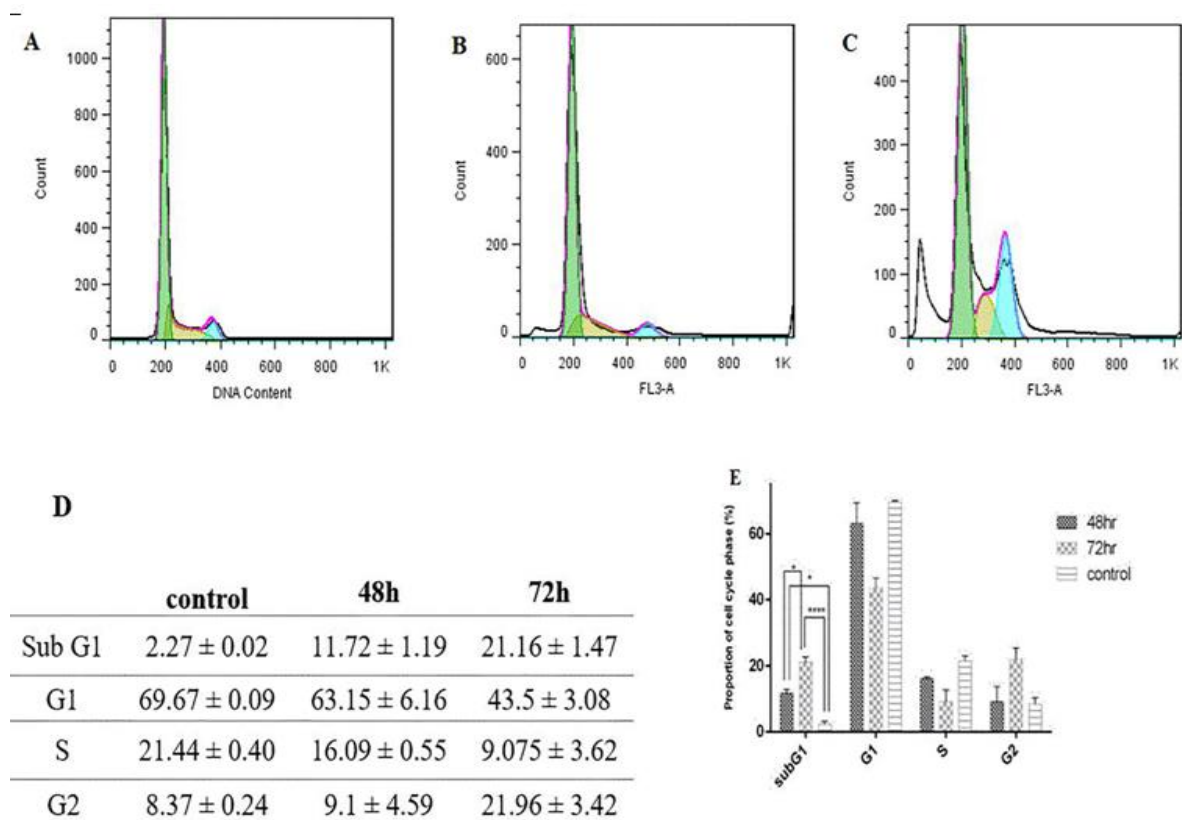 A
Count
1000
800
600
400
200
0
0 200 400 600 800 1K
DNA Content
B
Count
600
400
200
0
0 200 400 600 800 1K
FL3-A
C
Count
400
300
200
100
0
0 200 400 600 800 1K
FL3-A
D
control 48h 72h
Sub G1 2.27 ± 0.02 11.72 ± 1.19 21.16 ± 1.47
G1 69.67 ± 0.09 63.15 ± 6.16 43.5 ± 3.08
S 21.44 ± 0.40 16.09 ± 0.55 9.075 ± 3.62
G2 8.37 ± 0.24 9.1 ± 4.59 21.96 ± 3.42
E
Proportion of cell cycle phase (%)
60
40
20
0
* *
****
subG1 G1 S G2
48hr
72hr
control